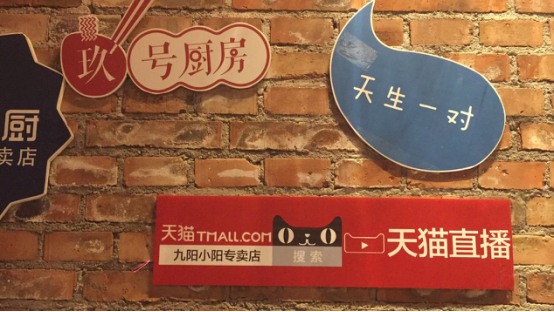 玖号厨房
天生一对
厨
卖店
天猫 TMALL.COM
天猫直播
九阳小阳专卖店
搜索